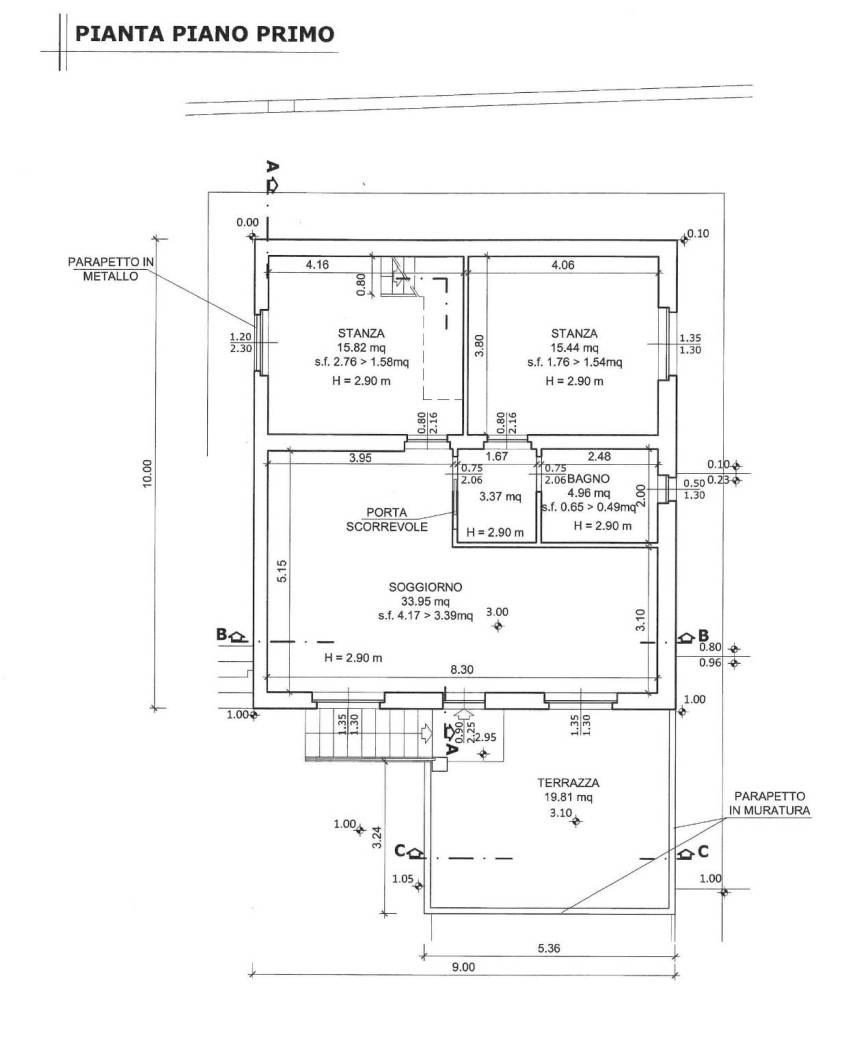 PIANTA PIANO PRIMO
A
0.00
0.10
PARAPETTO IN
METALLO
4.16
0.80
4.06
1.20
2.30
STANZA
15.82 mq
s.f. 2.76 > 1.58mq
H = 2.90 m
3.80
STANZA
15.44 mq
s.f. 1.76 > 1.54mq
H = 2.90 m
1.35
1.30
0.80
2.16
0.80
2.16
10.00
3.95
1.67
2.48
0.75
2.06
3.37 mq
H = 2.90 m
0.75
2.06
BAGNO
4.96 mq
s.f. 0.65 > 0.49mq
H = 2.90 m
2.00
0.50
1.30
0.10
0.23
PORTA
SCORREVOLE
5.15
SOGGIORNO
33.95 mq
s.f. 4.17 > 3.39mq
3.00
3.10
B
B
H = 2.90 m
8.30
0.80
0.96
1.00
1.00
1.35
1.30
0.90
2.25
A
2.95
1.35
1.30
TERRAZZA
19.81 mq
3.10
PARAPETTO
IN MURATURA
1.00
3.24
C
C
1.05
1.00
5.36
9.00